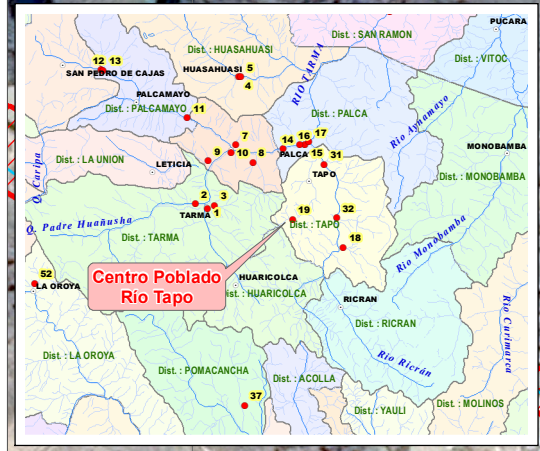 PUCARA
Dist. : SAN RAMON
Dist. : HUASAHUASI
Dist. : VITOC
12 13
SAN PEDRO DE CAJAS
HUASAHUASI
5
4
RIO TARMA
PALCAMAYO
Dist. : PALCAMAYO
11
Dist. : PALCA
Rio Aynamayo
7
14 16 17
9
10 8
PALCA
15
31
MONOBAMBA
Dist. : LA UNION
LETICIA
TAPO
Dist. : MONOBAMBA
Q. Caripa
2 3
TARMA
1
19
Dist. : TAPO
32
Q. Padre Huañusha
Dist. : TARMA
18
Rio Monobamba
52
LA OROYA
Centro Poblado
Río Tapo
HUARICOLCA
Dist. : HUARICOLCA
RICRAN
Dist. : RICRAN
Rio Curimarca
Dist. : LA OROYA
Dist. : POMACANCHA
Dist. : ACOLLA
Rio Ricrán
37
Dist. : YAULI
Dist. : MOLINOS